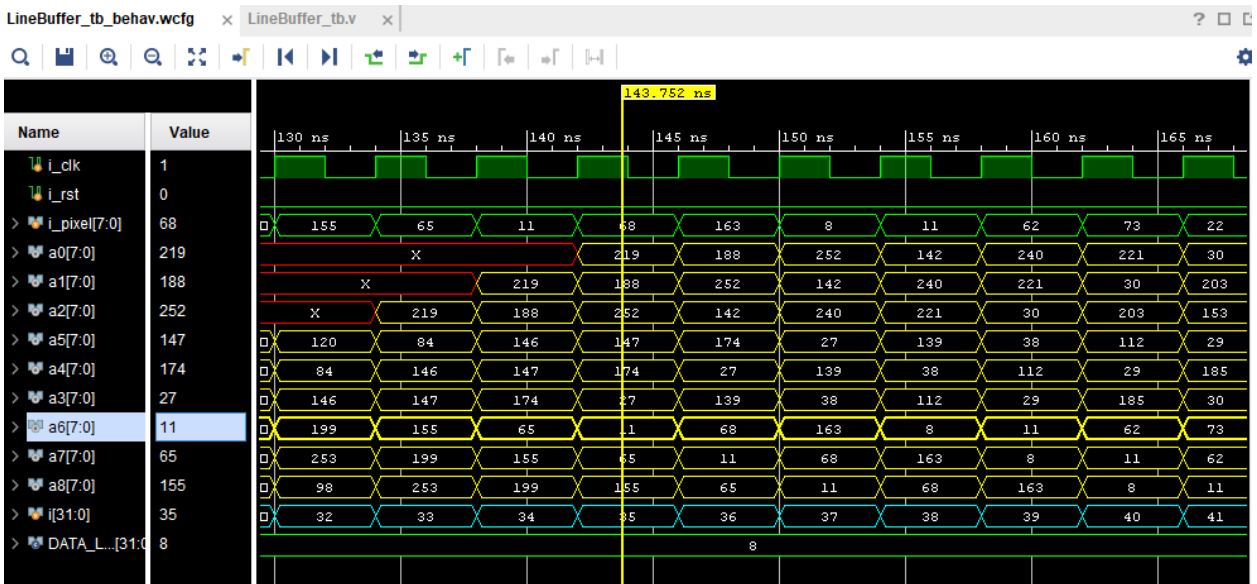 LineBuffer_tb_behav.wcfg × LineBuffer_tb.v × ?
143.752 ns
Name Value 130 ns 135 ns 140 ns 145 ns 150 ns 155 ns 160 ns 165 ns
i_clk 1
i_rst 0
i_pixel[7:0] 68 155 65 11 68 163 8 11 62 73 22
a0[7:0] 219 X 219 188 252 142 240 221 30
a1[7:0] 188 X 219 188 252 142 240 221 30 203
a2[7:0] 252 X 219 188 252 142 240 221 30 203 153
a5[7:0] 147 120 84 146 147 174 27 139 38 112 29
a4[7:0] 174 84 146 147 174 27 139 38 112 29 185
a3[7:0] 27 146 147 174 27 139 38 112 29 185 30
a6[7:0] 11 199 155 65 11 68 163 8 11 62 73
a7[7:0] 65 253 199 155 65 11 68 163 8 11 62
a8[7:0] 155 98 253 199 155 65 11 68 163 8 11
i[31:0] 35 32 33 34 35 36 37 38 39 40 41
DATA_L...[31:0 8 8